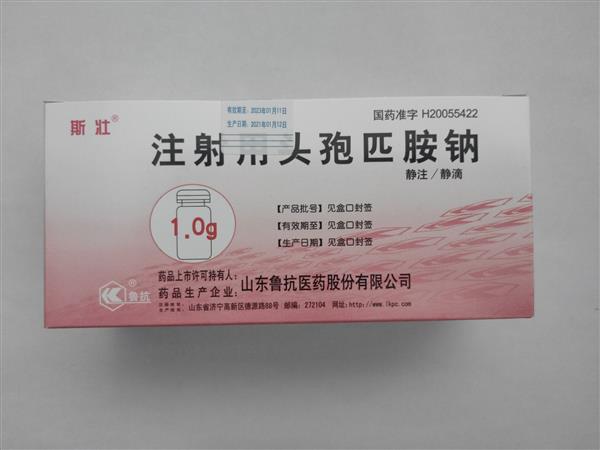 斯壮®
有效期至：2023年01月11日
生产日期：2021年01月12日
国药准字 H20055422
注射用头孢匹胺钠
静注/静滴
1.0g
【产品批号】见盒口封签
【有效期至】见盒口封签
【生产日期】见盒口封签
鲁抗®
药品上市许可持有人：
药品生产企业：
山东鲁抗医药股份有限公司
山东省济宁高新区德源路88号 邮编：272104 网址：http://www.lkpc.com